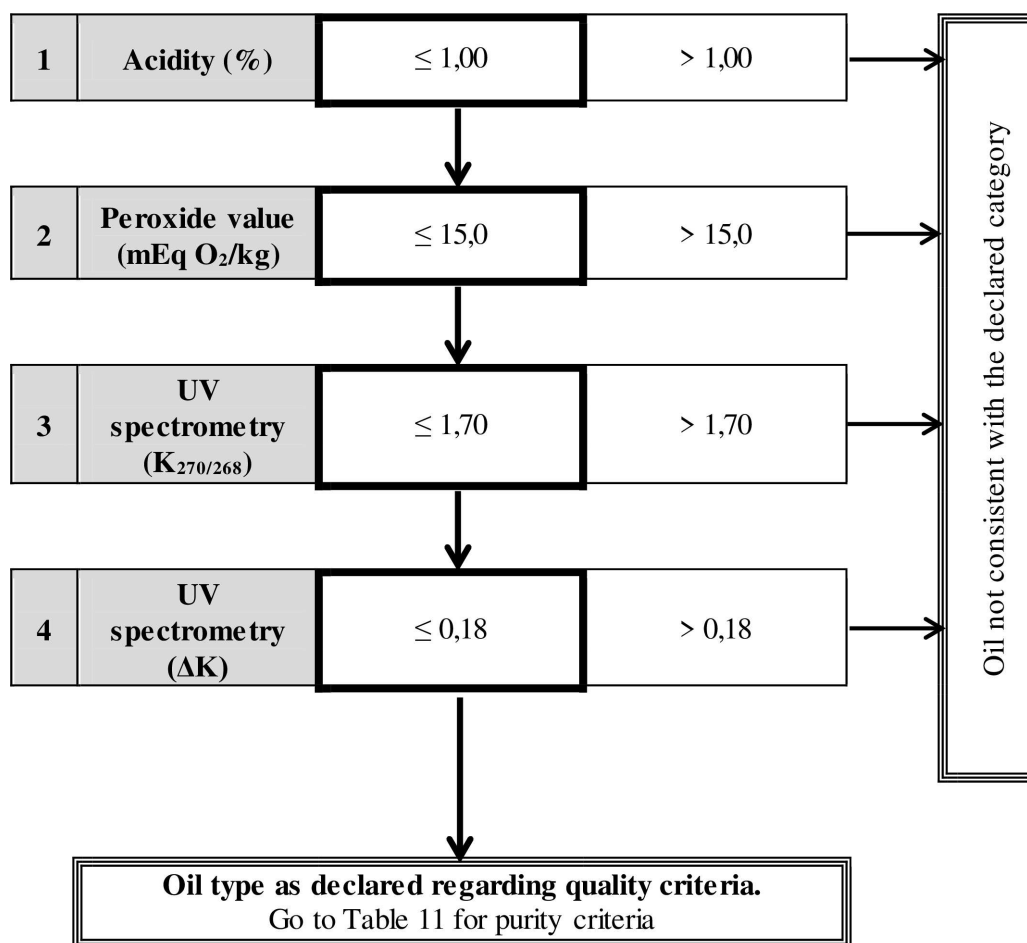 1 Acidity (%) ≤ 1,00 > 1,00
2 Peroxide value (mEq O₂/kg) ≤ 15,0 > 15,0
3 UV spectrometry (K₂₇₀/₂₆₈) ≤ 1,70 > 1,70
4 UV spectrometry (ΔK) ≤ 0,18 > 0,18
Oil not consistent with the declared category
Oil type as declared regarding quality criteria.
Go to Table 11 for purity criteria